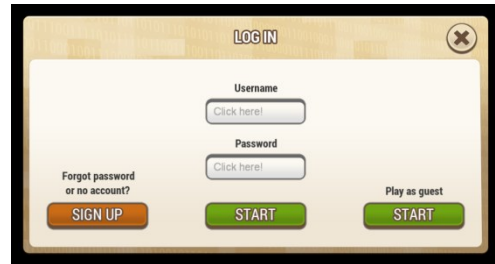 LOG IN
Username
Click here!
Password
Click here!
Forgot password
or no account?
SIGN UP
START
Play as guest
START